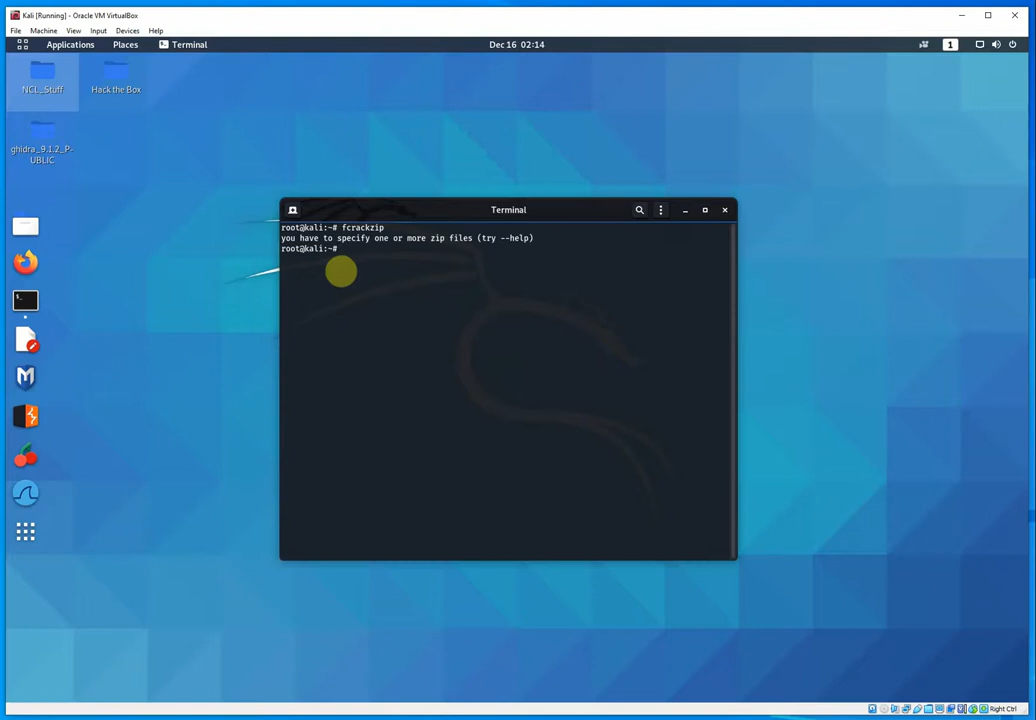 Kali [Running] - Oracle VM VirtualBox
File Machine View Input Devices Help
Applications Places Terminal Dec 16 02:14 1
NCL_Stuff
Hack the Box
ghidra_9.1.2_P-
UBLIC
Terminal
root@kali:~# fcrackzip
you have to specify one or more zip files (try --help)
root@kali:~#
$_
Right Ctrl